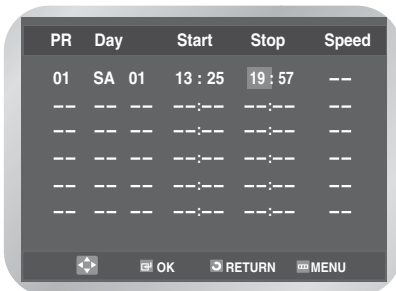 PR Day Start Stop Speed
01 SA 01 13 : 25 19 : 57 – –
– – – – – – – –:– – – –:– – – –
– – – – – – – –:– – – –:– – – –
– – – – – – – –:– – – –:– – – –
– – – – – – – –:– – – –:– – – –
– – – – – – – –:– – – –:– – – –
OK RETURN MENU